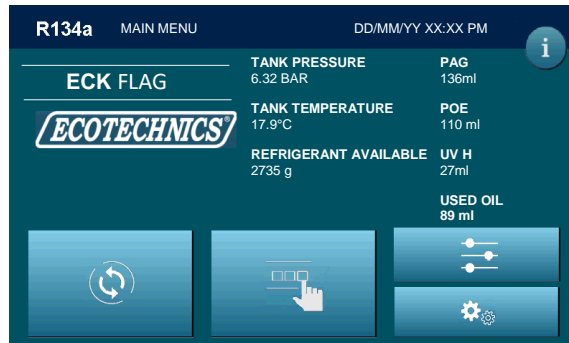 R134a MAIN MENU DD/MM/YY XX:XX PM
i
ECK FLAG
ECOTECHNICS®
TANK PRESSURE
6.32 BAR
TANK TEMPERATURE
17.9°C
REFRIGERANT AVAILABLE
2735 g
PAG
136ml
POE
110 ml
UV H
27ml
USED OIL
89 ml